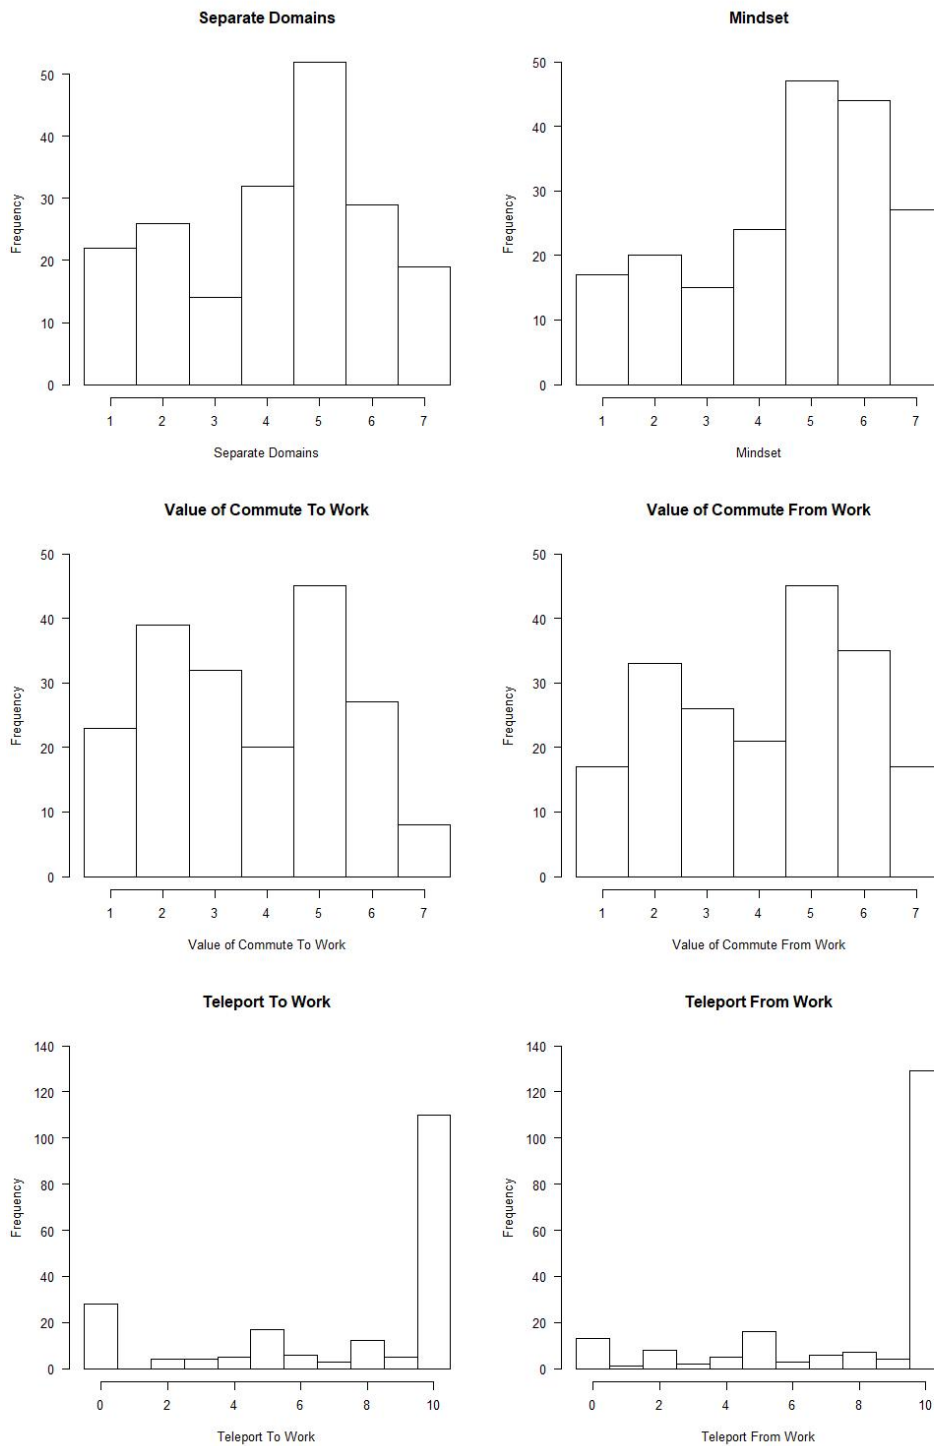 Separate Domains
Frequency
50
40
30
20
10
0
1 2 3 4 5 6 7
Separate Domains
Mindset
Frequency
50
40
30
20
10
0
1 2 3 4 5 6 7
Mindset
Value of Commute To Work
Frequency
50
40
30
20
10
0
1 2 3 4 5 6 7
Value of Commute To Work
Value of Commute From Work
Frequency
50
40
30
20
10
0
1 2 3 4 5 6 7
Value of Commute From Work
Teleport To Work
Frequency
140
120
100
80
60
40
20
0
0 2 4 6 8 10
Teleport To Work
Teleport From Work
Frequency
140
120
100
80
60
40
20
0
0 2 4 6 8 10
Teleport From Work